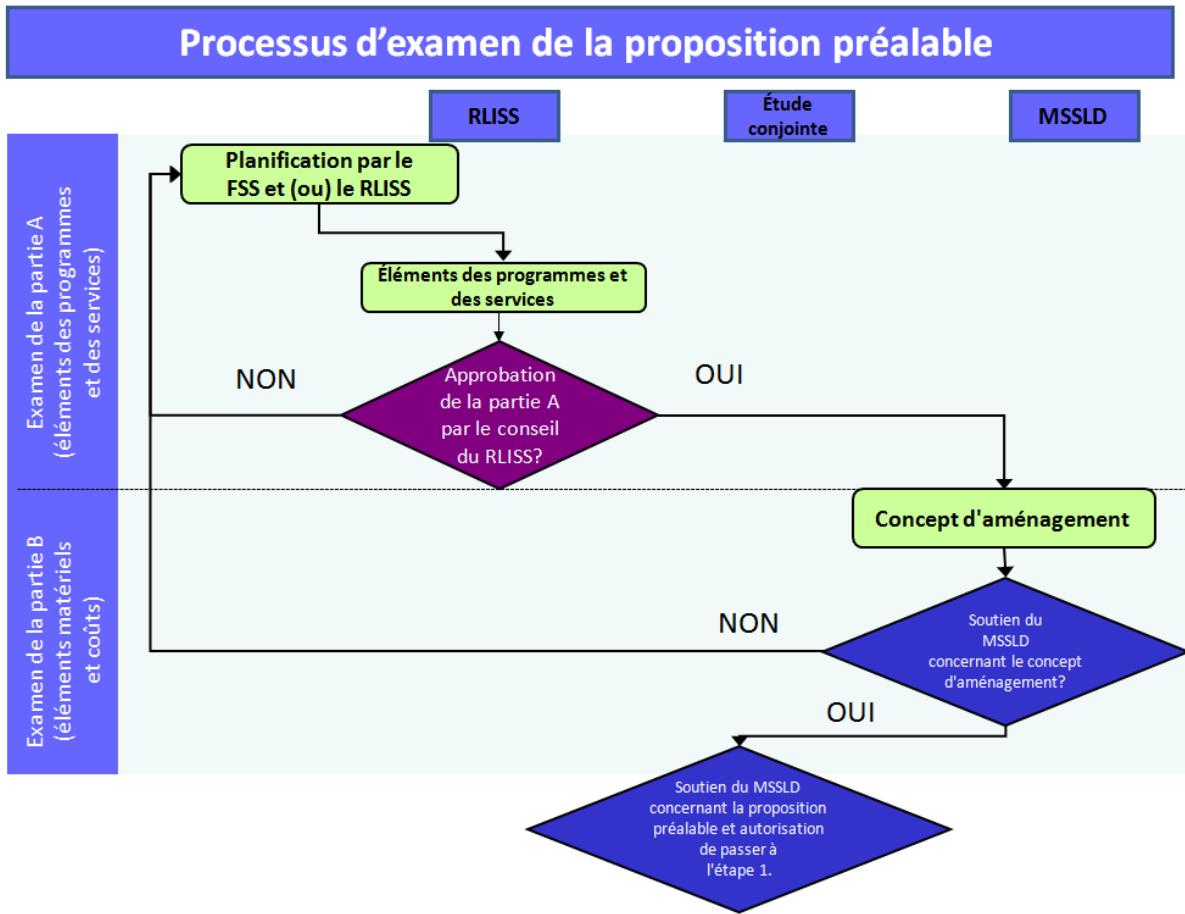 Processus d'examen de la proposition préalable
RLISS
Étude
conjointe
MSSLD
Examen de la partie A
(éléments des programmes
et des services)
Planification par le
FSS et (ou) le RLISS
Éléments des programmes et
des services
NON
Approbation
de la partie A
par le conseil
du RLISS?
OUI
Examen de la partie B
(éléments matériels
et coûts)
Concept d'aménagement
NON
Soutien du
MSSLD
concernant le concept
d'aménagement?
OUI
Soutien du MSSLD
concernant la proposition
préalable et autorisation
de passer à
l'étape 1.